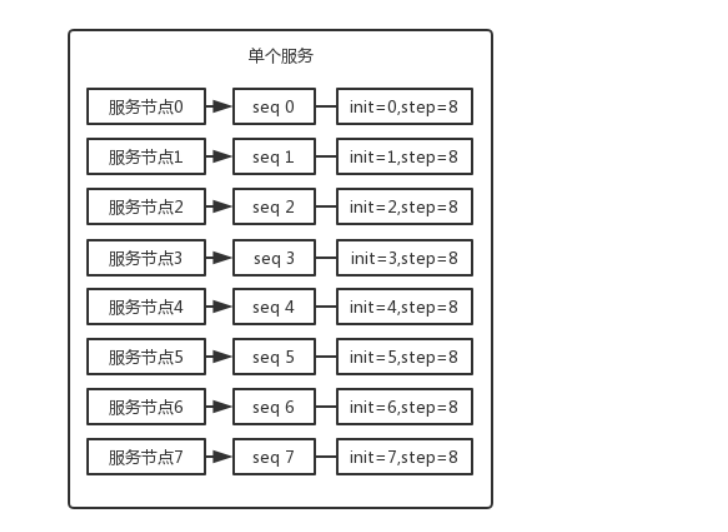 单个服务
服务节点0 seq 0 init=0,step=8
服务节点1 seq 1 init=1,step=8
服务节点2 seq 2 init=2,step=8
服务节点3 seq 3 init=3,step=8
服务节点4 seq 4 init=4,step=8
服务节点5 seq 5 init=5,step=8
服务节点6 seq 6 init=6,step=8
服务节点7 seq 7 init=7,step=8